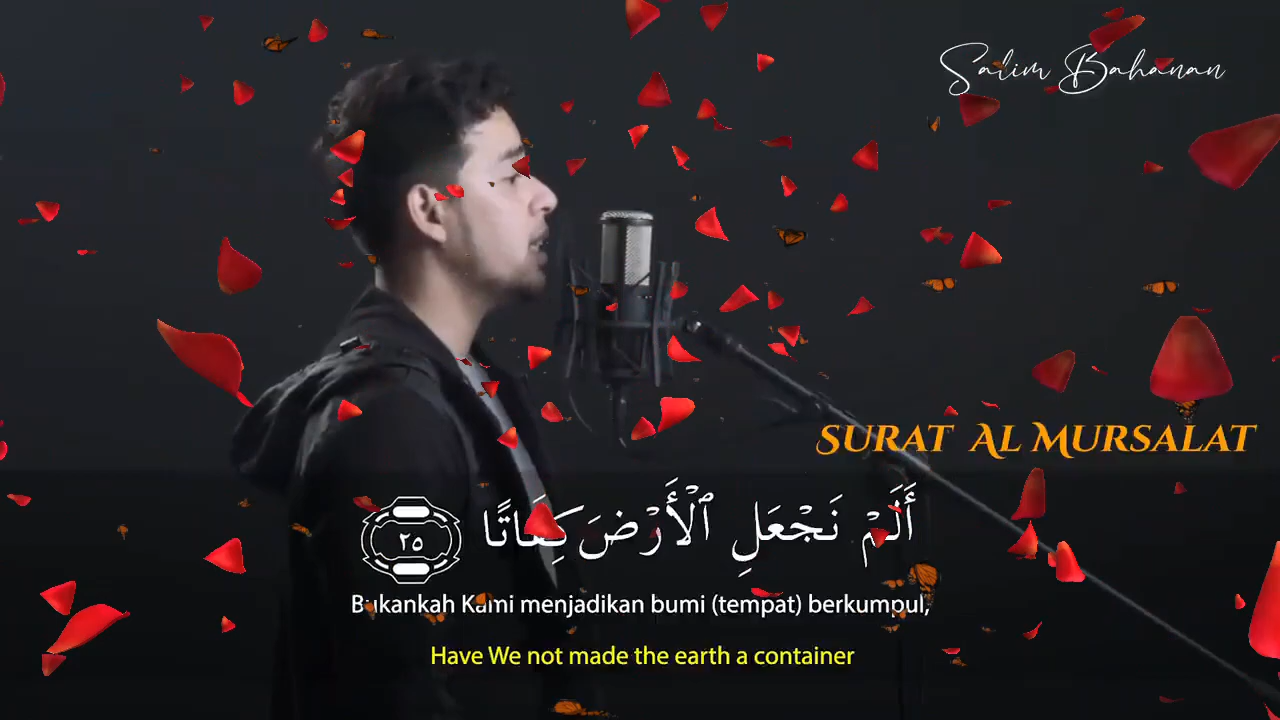 Salim Bahanan
SURAT AL MURSALAT
أَلَمْ نَجْعَلِ ٱلْأَرْضَ كِفَاتًا ٢٥
Bukankah Kami menjadikan bumi (tempat) berkumpul,
Have We not made the earth a container